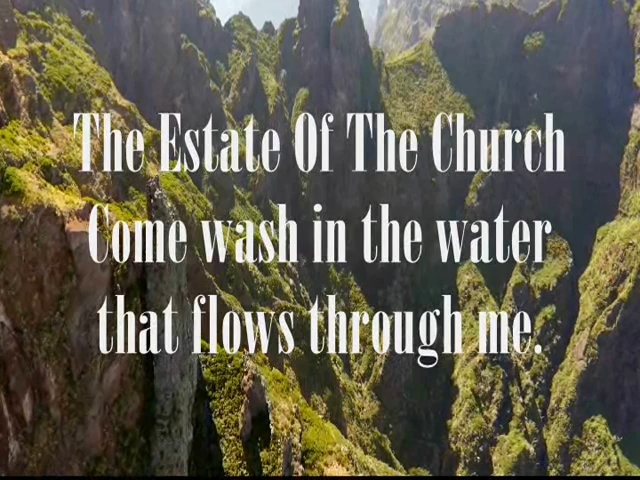 The Estate Of The Church
Come wash in the water
that flows through me.